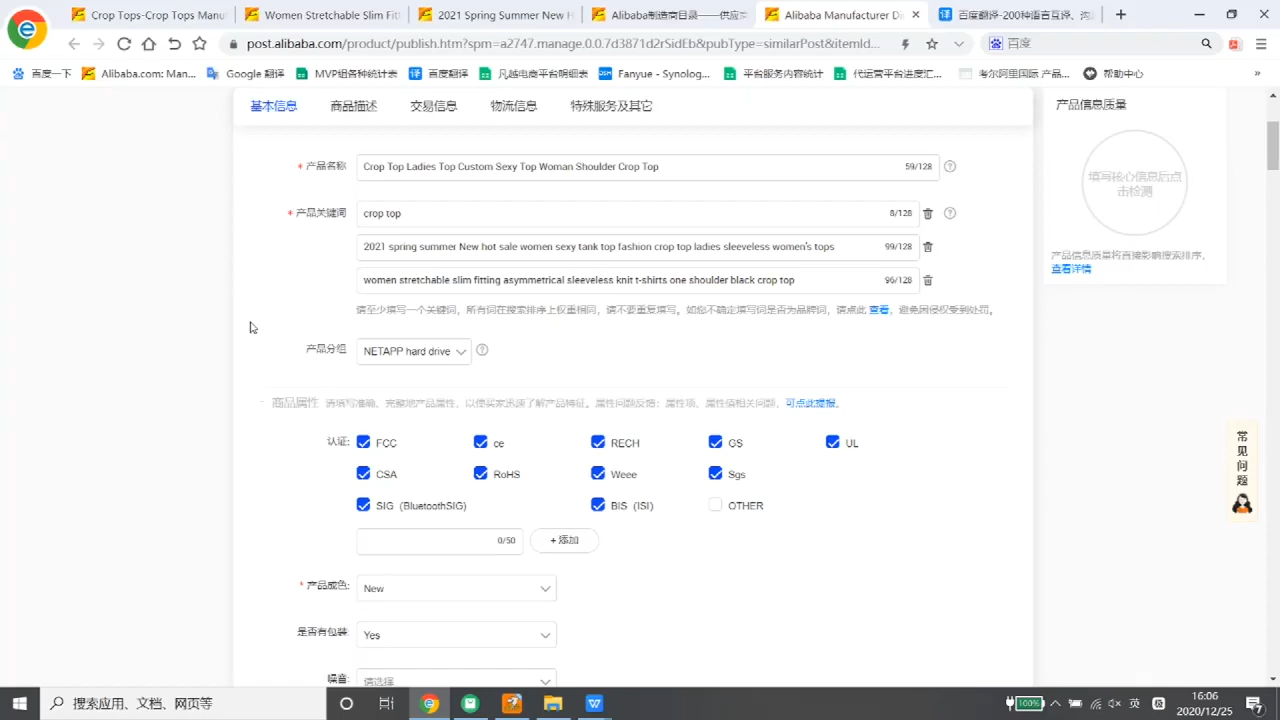 Crop Tops-Crop Tops Manu
Women Stretchable Slim Fitt
2021 Spring Summer New H
Alibaba制造商目录——供应
Alibaba Manufacturer Di
百度翻译-200种语言互译、沟
post.alibaba.com/product/publish.htm?spm=a2747.manage.0.0.7d3871d2rSidEb&pubType=similarPost&itemId...
百度
百度一下
Alibaba.com: Man...
Google 翻译
MVP组各种统计表
百度翻译
凡越电商平台明细表
Fanyue - Synolog...
平台服务内容统计
代运营平台进度汇...
考尔阿里国际 产品...
帮助中心
基本信息 商品描述 交易信息 物流信息 特殊服务及其它
产品信息质量
填写核心信息后点
击检测
产品信息质量将直接影响搜索排序，
查看详情
* 产品名称 Crop Top Ladies Top Custom Sexy Top Woman Shoulder Crop Top 59/128
* 产品关键词 crop top 8/128
2021 spring summer New hot sale women sexy tank top fashion crop top ladies sleeveless women's tops 99/128
women stretchable slim fitting asymmetrical sleeveless knit t-shirts one shoulder black crop top 96/128
请至少填写一个关键词，所有词在搜索排序上权重相同，请不要重复填写。如您不确定填写词是否为品牌词，请点此 查看，避免因侵权受到处罚。
产品分组 NETAPP hard drive
商品属性 请填写准确、完整地产品属性，以便买家迅速了解产品特征。属性问题反馈：属性项、属性值相关问题，可点此提报。
认证: FCC ce RECH GS UL
CSA RoHS Weee Sgs
SIG（BluetoothSIG） BIS（ISI） OTHER
0/50 + 添加
* 产品成色: New
是否有包装 Yes
噪音: 请选择
常见问题
搜索应用、文档、网页等
100%
英
16:06
2020/12/25
7